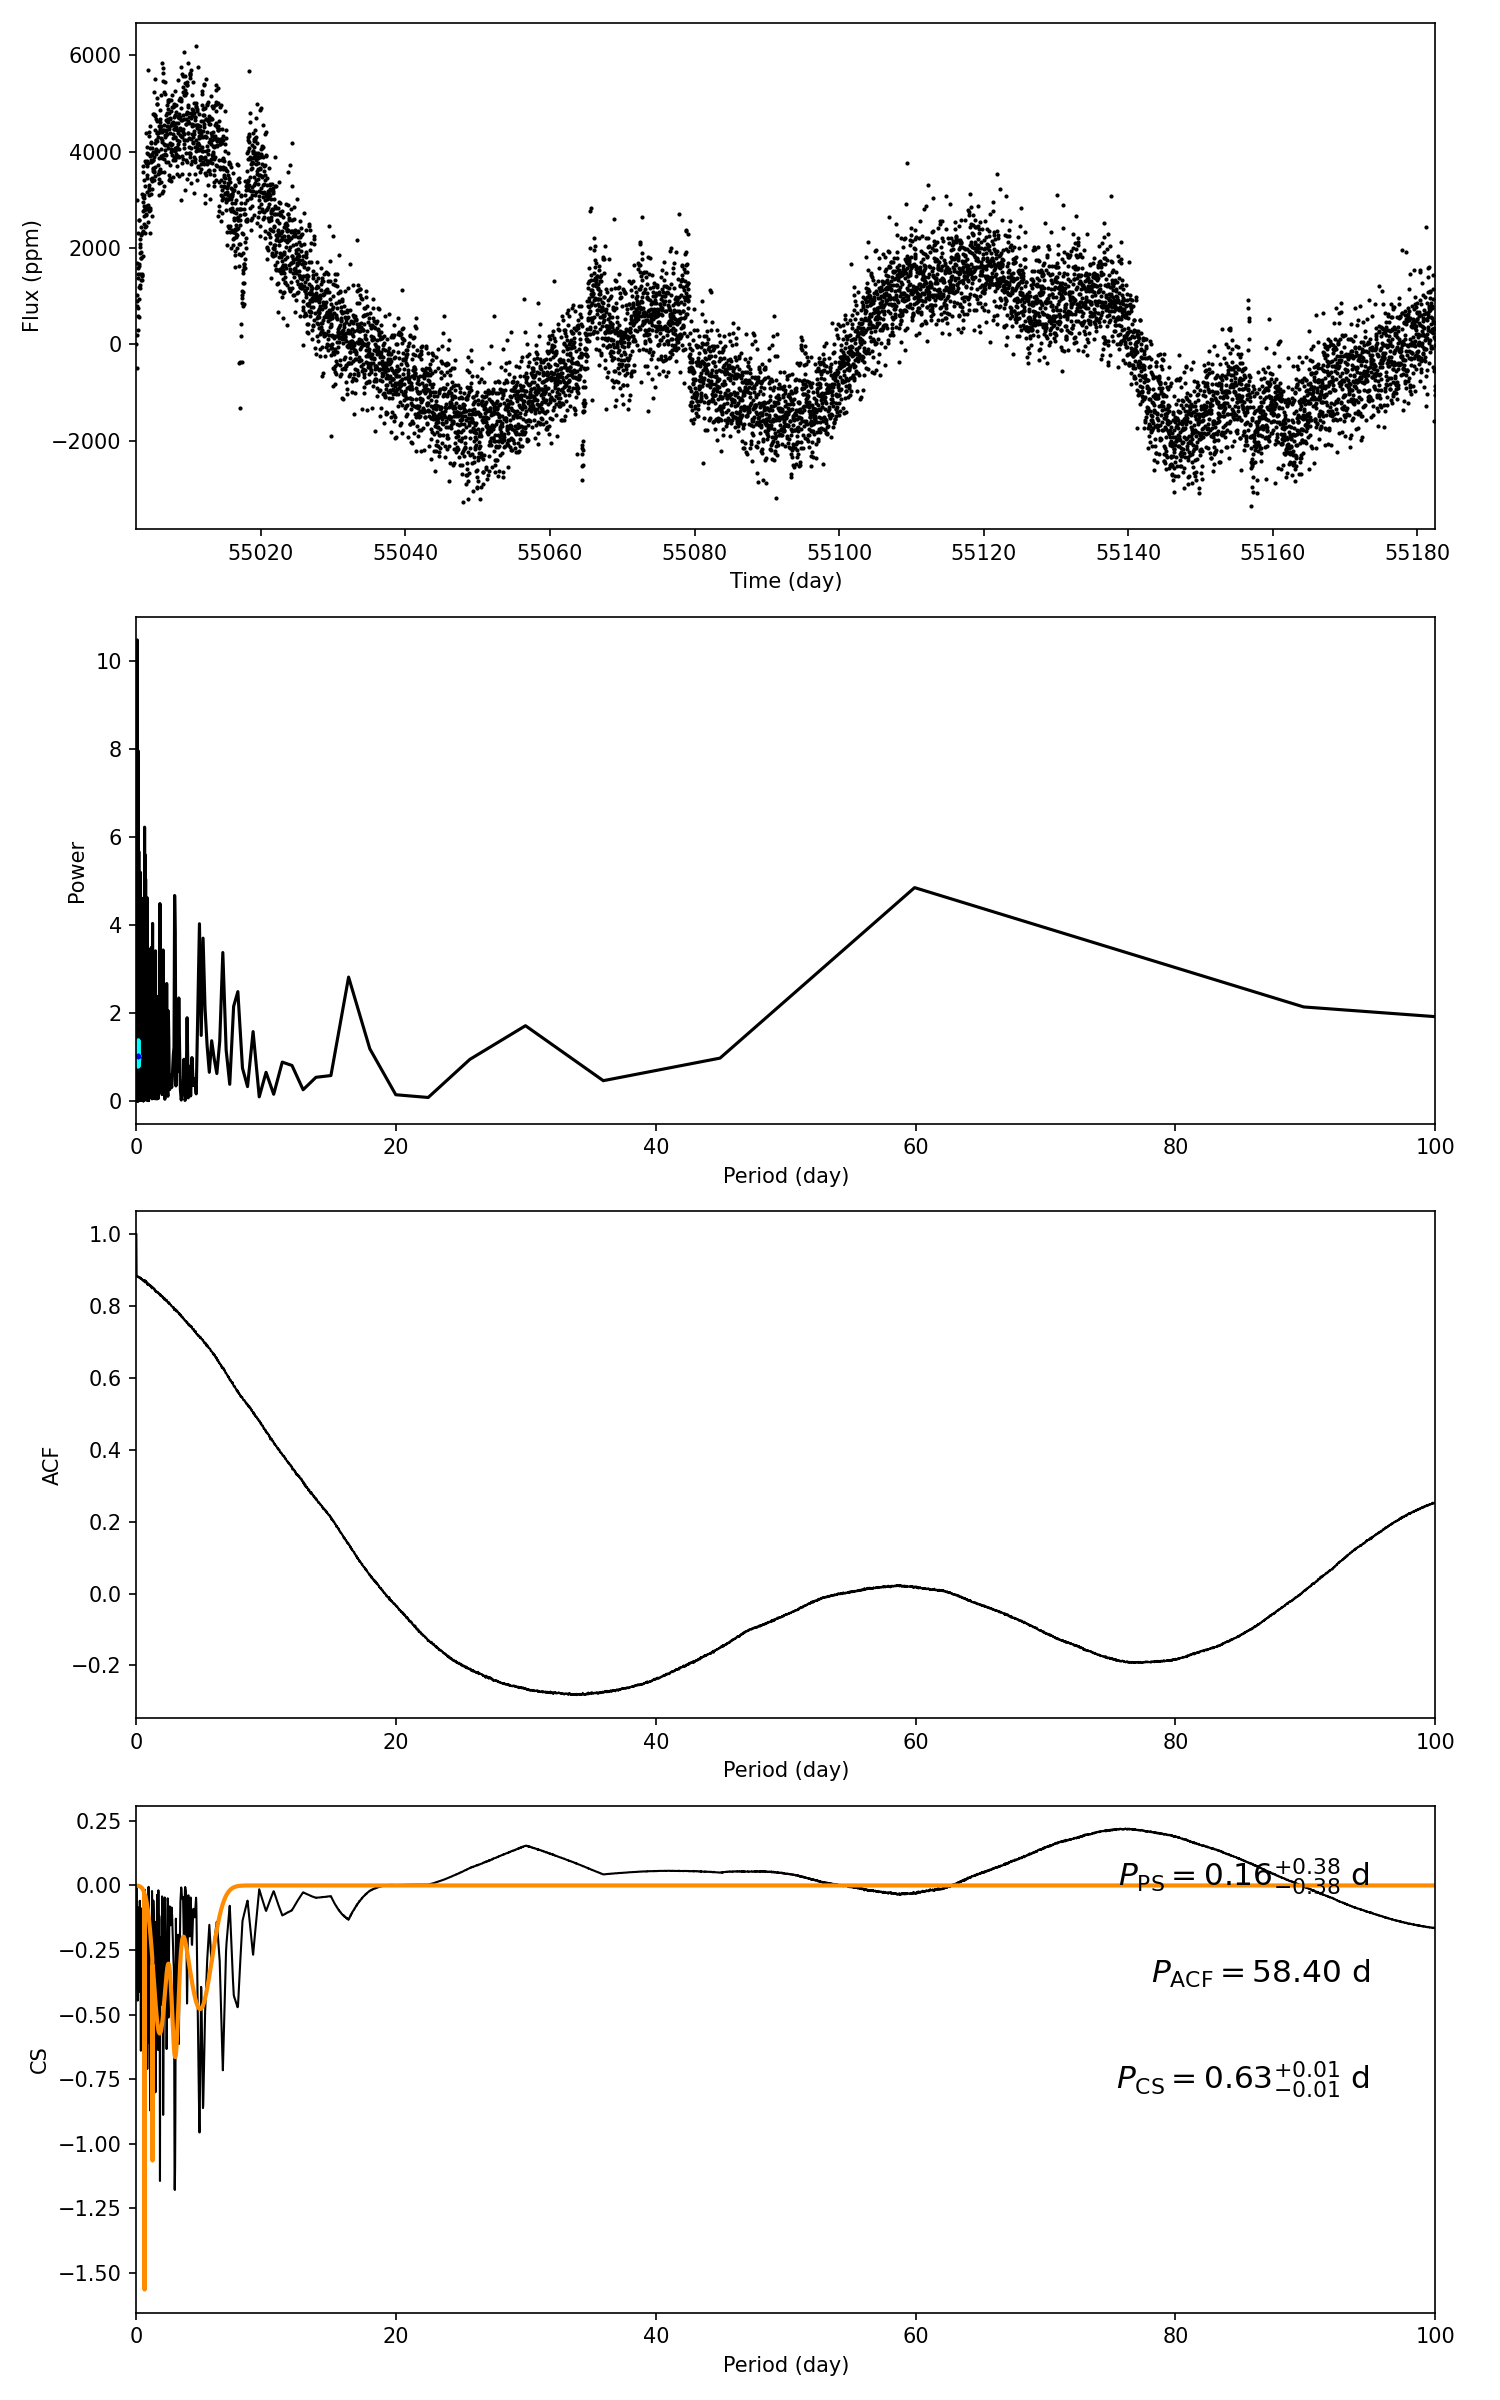 6000
4000
2000
0
−2000
Flux (ppm)
55020 55040 55060 55080 55100 55120 55140 55160 55180
Time (day)
10
8
6
4
2
0
Power
0 20 40 60 80 100
Period (day)
1.0
0.8
0.6
0.4
0.2
0.0
−0.2
ACF
0 20 40 60 80 100
Period (day)
0.25
0.00
−0.25
−0.50
−0.75
−1.00
−1.25
−1.50
CS
P_PS = 0.16 +0.38 −0.38 d
P_ACF = 58.40 d
P_CS = 0.63 +0.01 −0.01 d
0 20 40 60 80 100
Period (day)